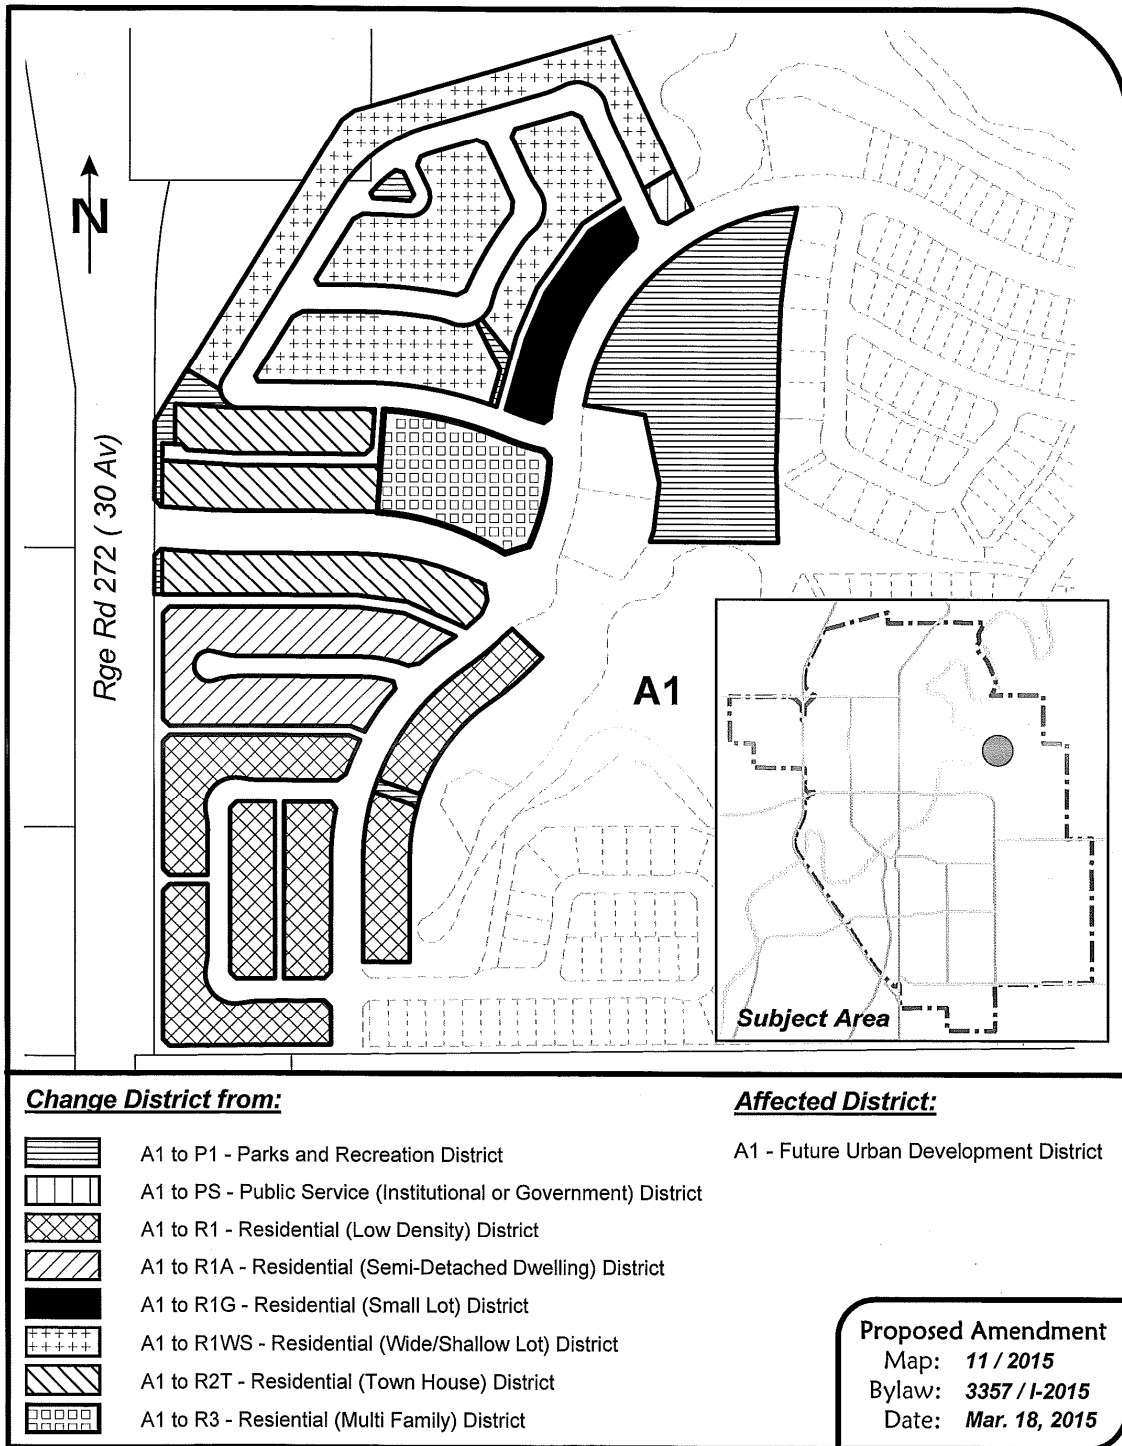 N
Rge Rd 272 ( 30 Av)
A1
Subject Area
Change District from:
A1 to P1 - Parks and Recreation District
A1 to PS - Public Service (Institutional or Government) District
A1 to R1 - Residential (Low Density) District
A1 to R1A - Residential (Semi-Detached Dwelling) District
A1 to R1G - Residential (Small Lot) District
A1 to R1WS - Residential (Wide/Shallow Lot) District
A1 to R2T - Residential (Town House) District
A1 to R3 - Resiential (Multi Family) District
Affected District:
A1 - Future Urban Development District
Proposed Amendment
Map: 11 / 2015
Bylaw: 3357 / I-2015
Date: Mar. 18, 2015